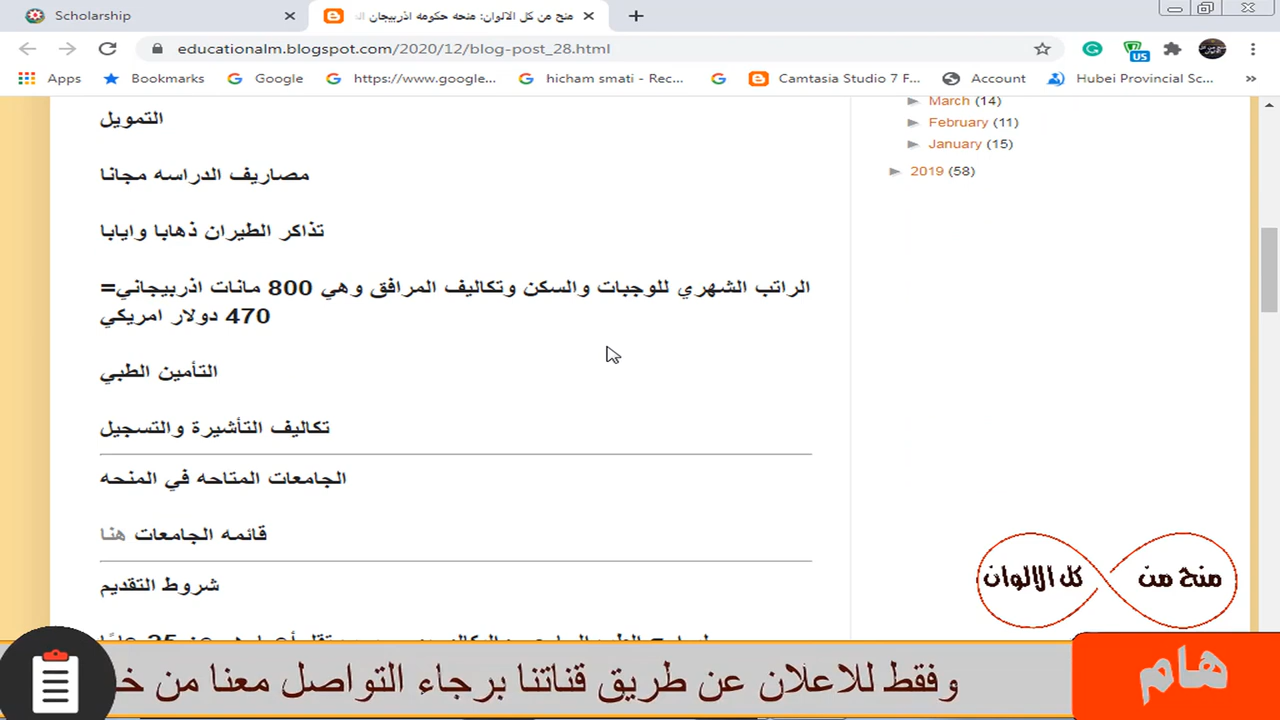 Scholarship
منح من كل الالوان: منحه حكومه اذربيجان
educationalm.blogspot.com/2020/12/blog-post_28.html
US
Apps
Bookmarks
Google
https://www.google...
hicham smati - Rec...
Camtasia Studio 7 F...
Account
Hubei Provincial Sc...
»
التمويل
مصاريف الدراسه مجانا
تذاكر الطيران ذهابا وايابا
الراتب الشهري للوجبات والسكن وتكاليف المرافق وهي 800 مانات اذربيجاني=
470 دولار امريكي
التأمين الطبي
تكاليف التأشيرة والتسجيل
الجامعات المتاحه في المنحه
قائمه الجامعات هنا
شروط التقديم
March (14)
February (11)
January (15)
2019 (58)
منح من كل الالوان
هام
وفقط للاعلان عن طريق قناتنا برجاء التواصل معنا من